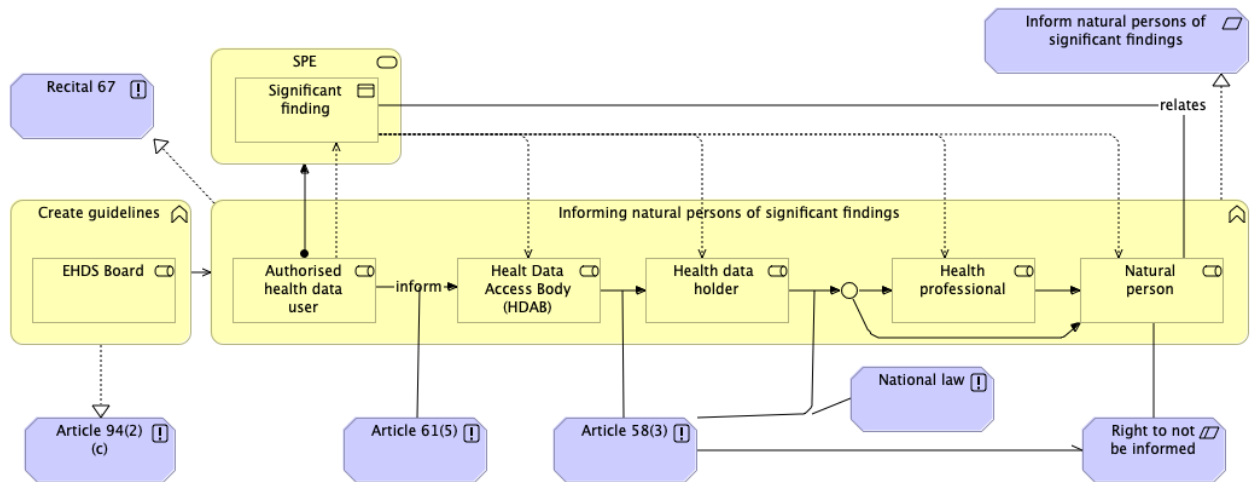 Inform natural persons of
significant findings
SPE
Recital 67
Significant
finding
relates
Create guidelines
Informing natural persons of significant findings
EHDS Board
Authorised
health data
user
inform
Healt Data
Access Body
(HDAB)
Health data
holder
Health
professional
Natural
person
National law
Article 94(2)
(c)
Article 61(5)
Article 58(3)
Right to not
be informed